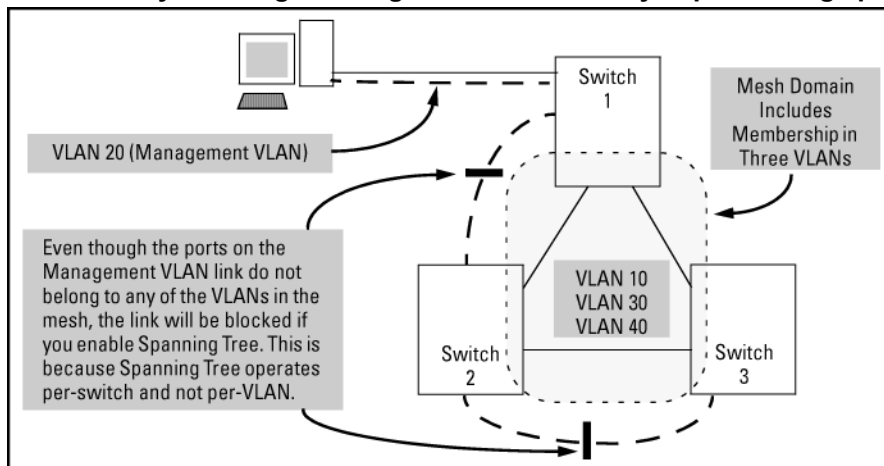 Switch
1
Mesh Domain
Includes
Membership in
Three VLANs
VLAN 20 (Management VLAN)
Even though the ports on the
Management VLAN link do not
belong to any of the VLANs in the
mesh, the link will be blocked if
you enable Spanning Tree. This is
because Spanning Tree operates
per-switch and not per-VLAN.
VLAN 10
VLAN 30
VLAN 40
Switch
2
Switch
3